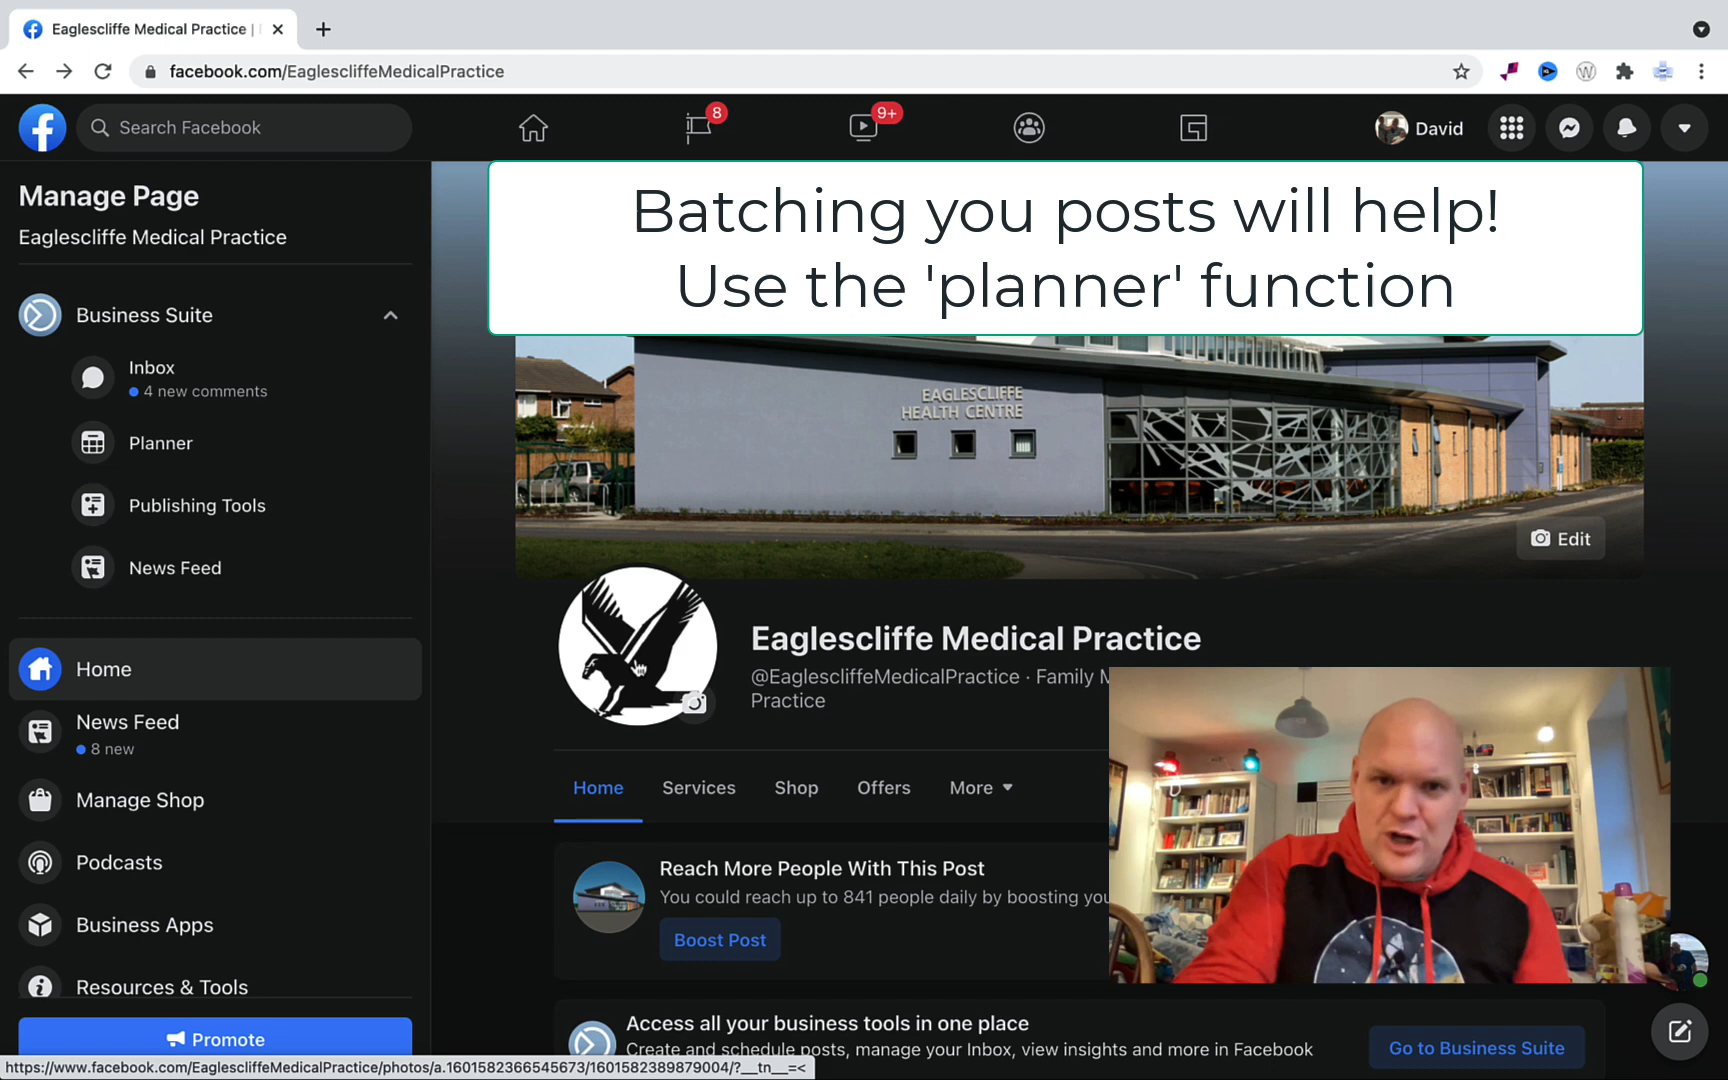 Eaglescliffe Medical Practice |
facebook.com/EaglescliffeMedicalPractice
Search Facebook
8
9+
David
Manage Page
Eaglescliffe Medical Practice
Business Suite
Inbox
4 new comments
Planner
Publishing Tools
News Feed
Home
News Feed
8 new
Manage Shop
Podcasts
Business Apps
Resources & Tools
Promote
Batching you posts will help!
Use the 'planner' function
EAGLESCLIFFE
HEALTH CENTRE
Edit
Eaglescliffe Medical Practice
@EaglescliffeMedicalPractice · Family M
Practice
Home
Services
Shop
Offers
More
Reach More People With This Post
You could reach up to 841 people daily by boosting you
Boost Post
Access all your business tools in one place
Create and schedule posts, manage your Inbox, view insights and more in Facebook
Go to Business Suite
https://www.facebook.com/EaglescliffeMedicalPractice/photos/a.1601582366545673/1601582389879004/?__tn__=<